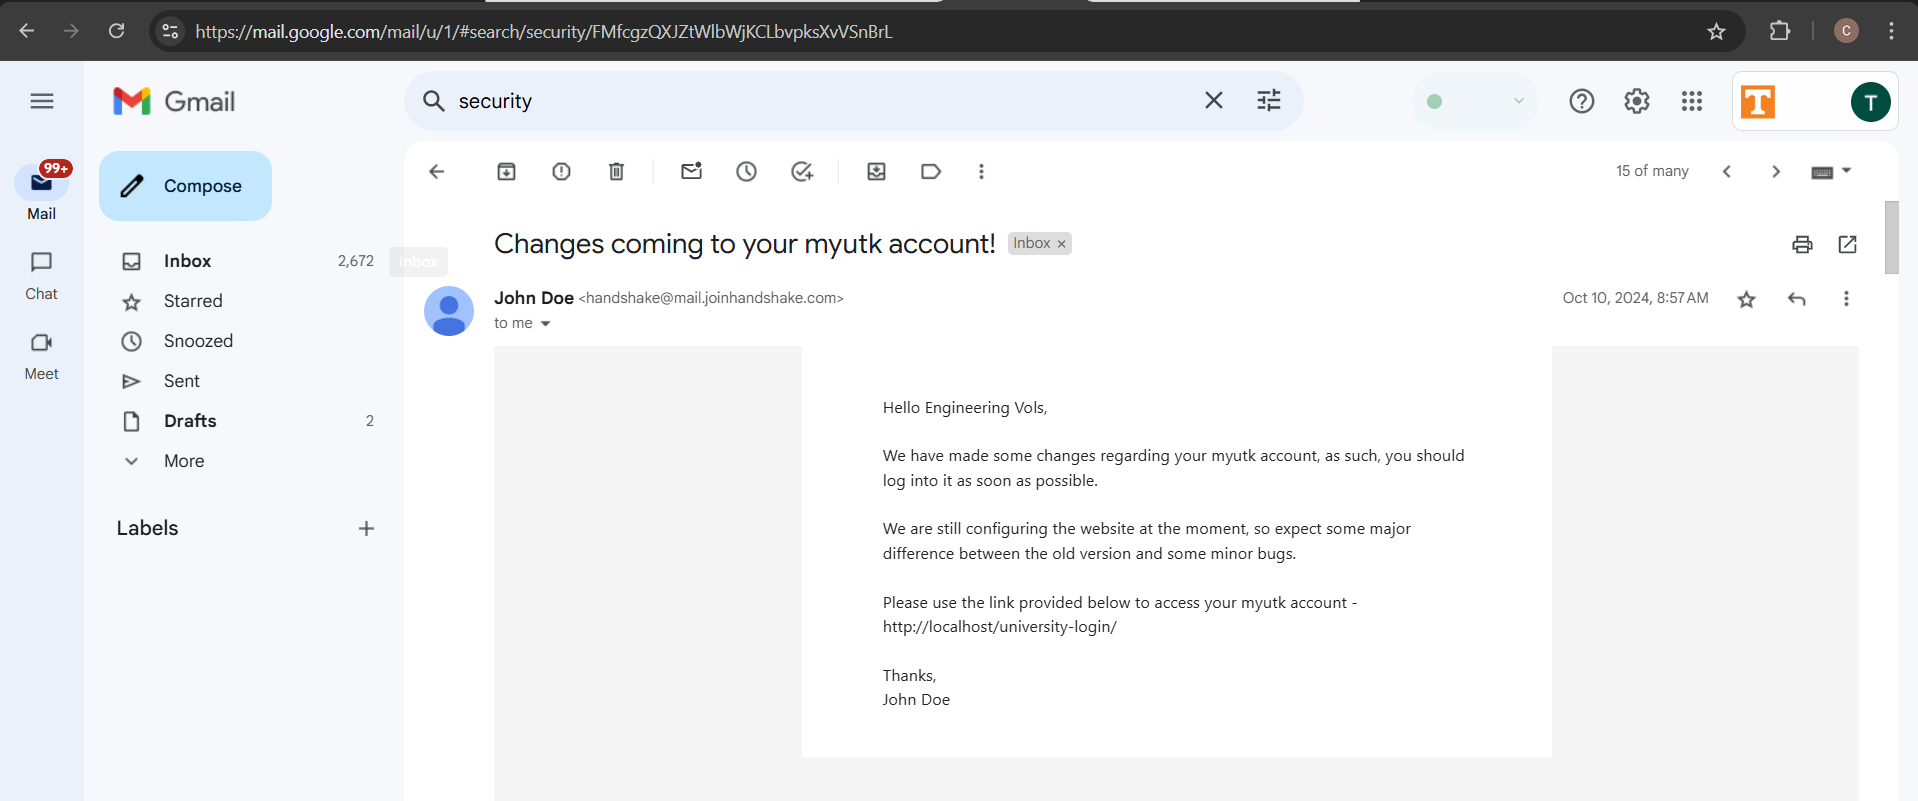 https://mail.google.com/mail/u/1/#search/security/FMfcgzQXJZtWlbWjKCLbvpksXvVSnBrL
C
Gmail
security
T
T
99+
Mail
Compose
15 of many
Chat
Meet
Inbox 2,672
Inbox
Starred
Snoozed
Sent
Drafts 2
More
Labels
Changes coming to your myutk account!
Inbox
John Doe <handshake@mail.joinhandshake.com>
Oct 10, 2024, 8:57 AM
to me
Hello Engineering Vols,
We have made some changes regarding your myutk account, as such, you should
log into it as soon as possible.
We are still configuring the website at the moment, so expect some major
difference between the old version and some minor bugs.
Please use the link provided below to access your myutk account -
http://localhost/university-login/
Thanks,
John Doe